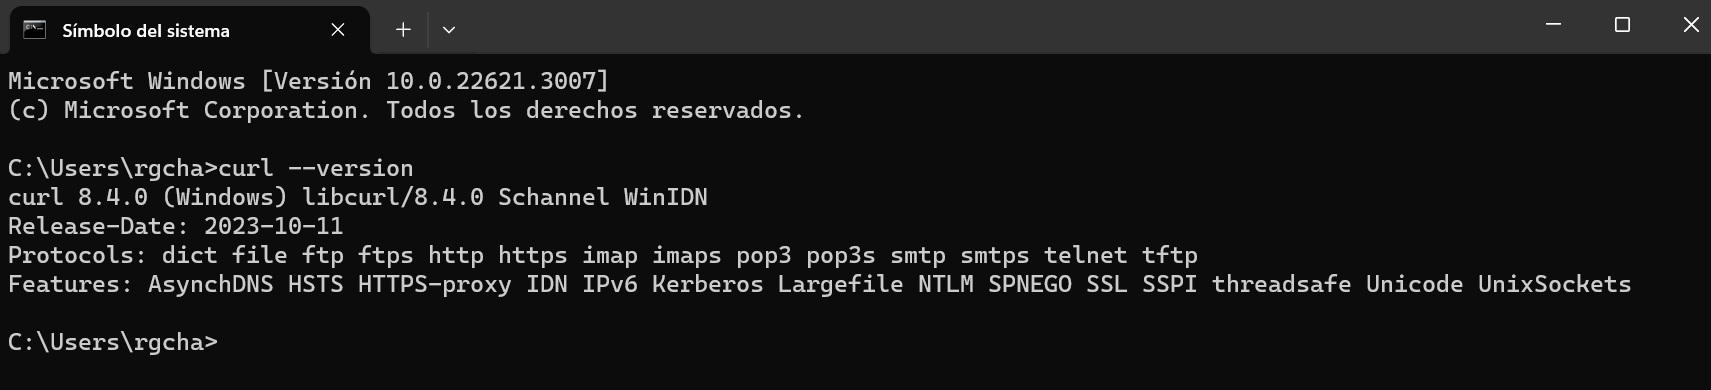 Símbolo del sistema
Microsoft Windows [Versión 10.0.22621.3007]
(c) Microsoft Corporation. Todos los derechos reservados.
C:\Users\rgcha>curl --version
curl 8.4.0 (Windows) libcurl/8.4.0 Schannel WinIDN
Release-Date: 2023-10-11
Protocols: dict file ftp ftps http https imap imaps pop3 pop3s smtp smtps telnet tftp
Features: AsynchDNS HSTS HTTPS-proxy IDN IPv6 Kerberos Largefile NTLM SPNEGO SSL SSPI threadsafe Unicode UnixSockets
C:\Users\rgcha>